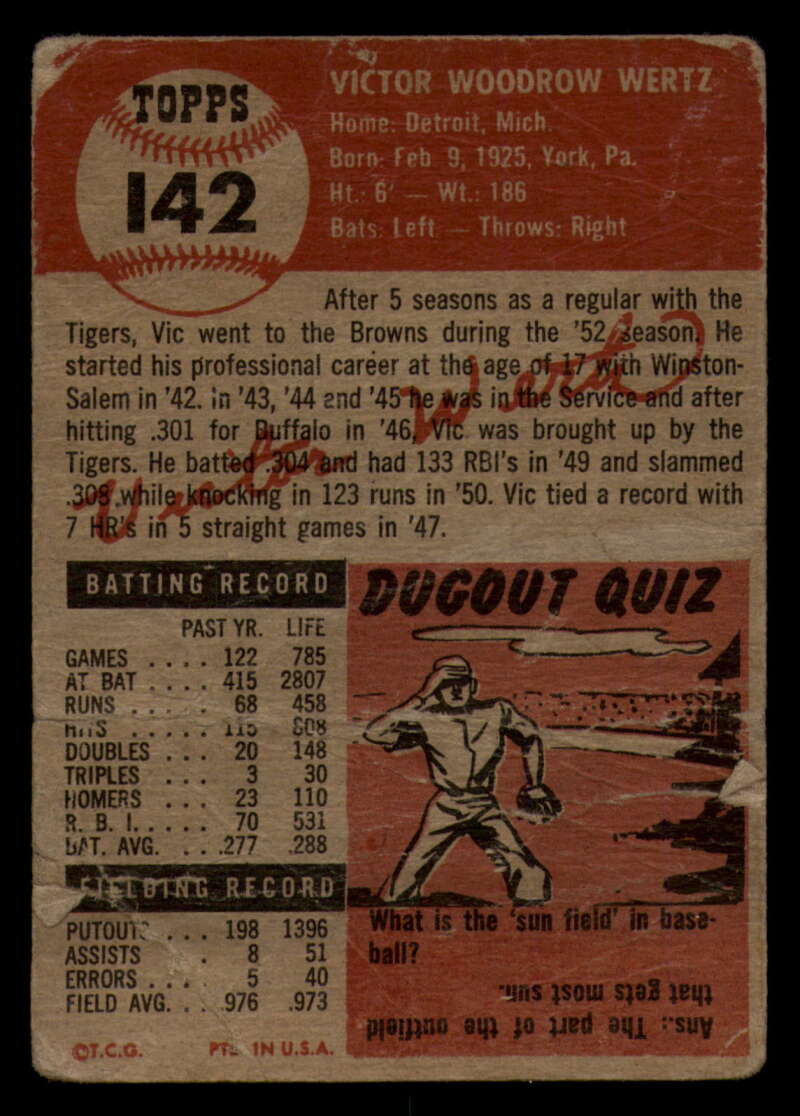 TOPPS
142
VICTOR WOODROW WERTZ
Home: Detroit, Mich.
Born: Feb 9, 1925, York, Pa.
Ht.: 6' — Wt.: 186
Bats: Left — Throws: Right
After 5 seasons as a regular with the
Tigers, Vic went to the Browns during the '52 season. He
started his professional career at the age of 17 with Winston-
Salem in '42. In '43, '44 and '45 he was in the Service and after
hitting .301 for Buffalo in '46, Vic was brought up by the
Tigers. He batted .304 and had 133 RBI's in '49 and slammed
.308 while knocking in 123 runs in '50. Vic tied a record with
7 HR's in 5 straight games in '47.
BATTING RECORD
PAST YR. LIFE
GAMES .... 122 785
AT BAT .... 415 2807
RUNS ..... 68 458
HITS ..... 115 808
DOUBLES ... 20 148
TRIPLES ... 3 30
HOMERS ... 23 110
R. B. I. .... 70 531
BAT. AVG. .. .277 .288
FIELDING RECORD
PUTOUTS ... 198 1396
ASSISTS . 8 51
ERRORS .... 5 40
FIELD AVG. .. .976 .973
©T.C.G. PTD. IN U.S.A.
DUGOUT QUIZ
What is the 'sun field' in base-
ball?
Ans.: The part of the outfield
that gets most sun.
Victor Wertz